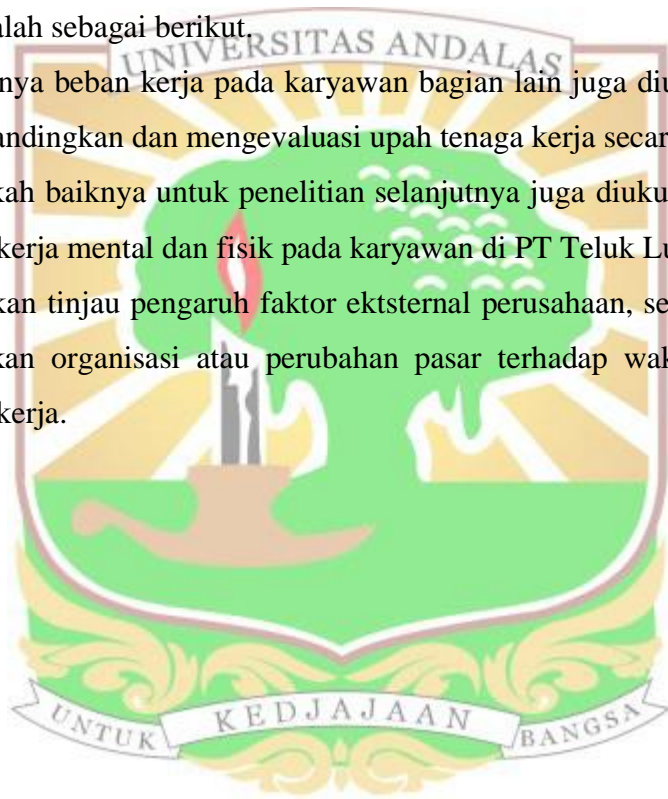 alah sebagai berikut.
UNIVERSITAS ANDALAS
nya beban kerja pada karyawan bagian lain juga diu
andingkan dan mengevaluasi upah tenaga kerja secar
kah baiknya untuk penelitian selanjutnya juga diuku
kerja mental dan fisik pada karyawan di PT Teluk Lu
kan tinjau pengaruh faktor ektsternal perusahaan, se
kan organisasi atau perubahan pasar terhadap wak
kerja.
UNTUK KEDJAJAAN BANGSA